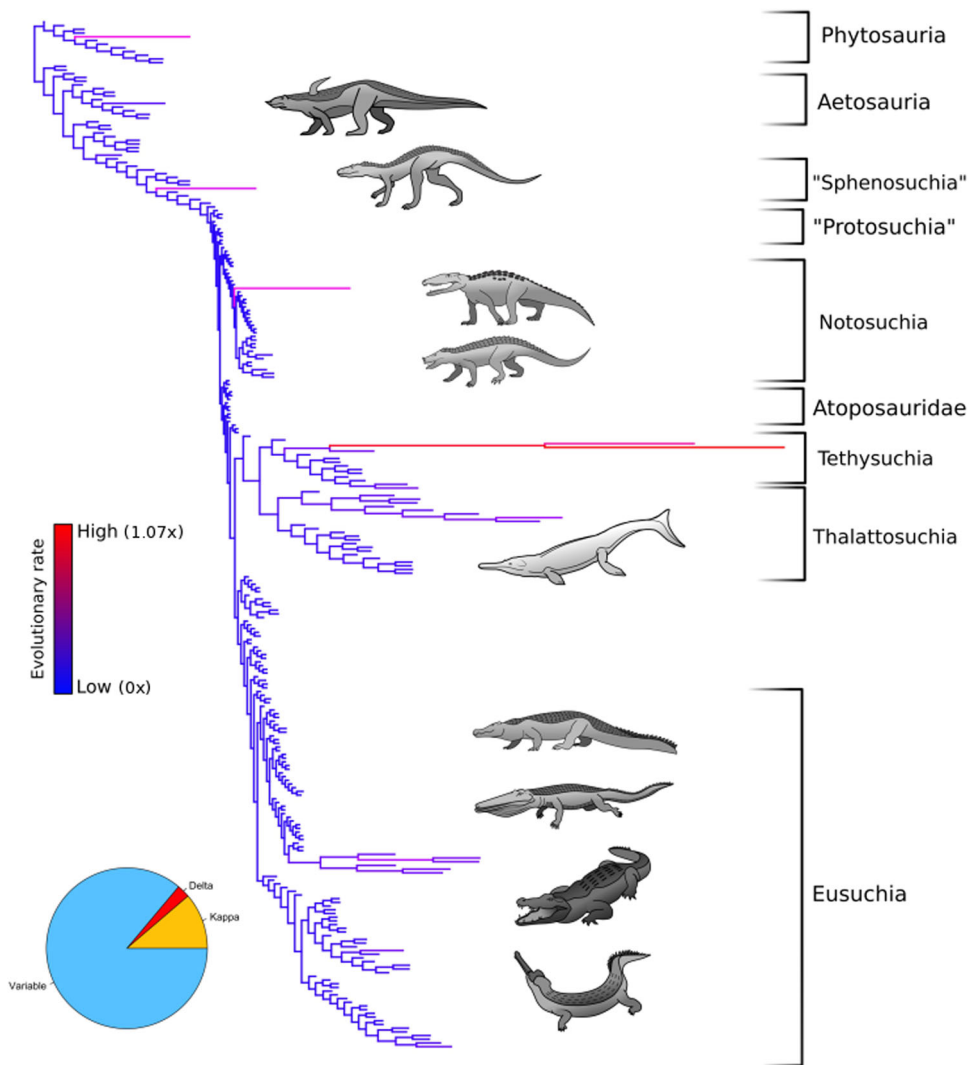 Phytosauria
Aetosauria
"Sphenosuchia"
"Protosuchia"
Notosuchia
Atoposauridae
Tethysuchia
Thalattosuchia
Evolutionary rate
High (1.07x)
Low (0x)
Eusuchia
Delta
Kappa
Variable